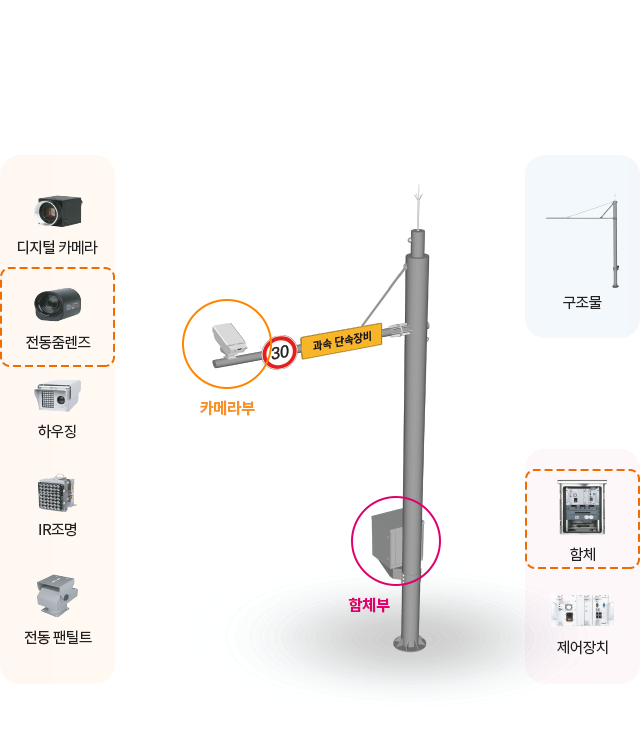 디지털 카메라
전동줌렌즈
하우징
IR조명
전동 팬틸트
30
과속 단속장비
카메라부
함체부
구조물
함체
제어장치